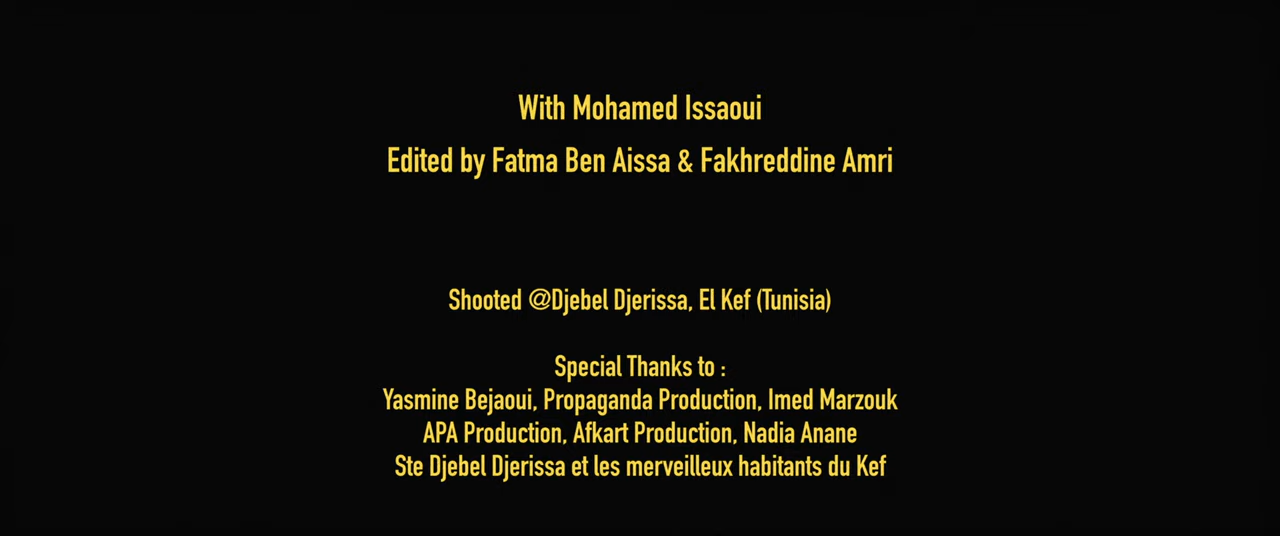 With Mohamed Issaoui
Edited by Fatma Ben Aissa & Fakhreddine Amri
Shooted @Djebel Djerissa, El Kef (Tunisia)
Special Thanks to :
Yasmine Bejaoui, Propaganda Production, Imed Marzouk
APA Production, Afkart Production, Nadia Anane
Ste Djebel Djerissa et les merveilleux habitants du Kef